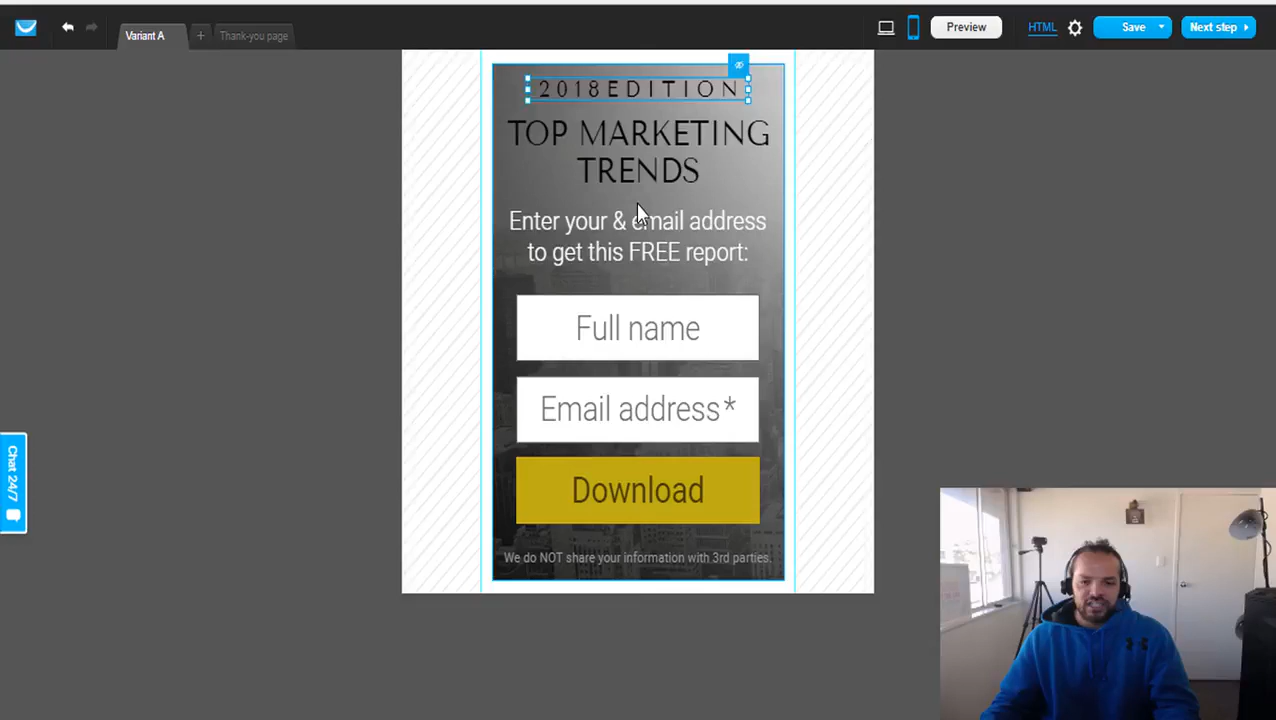 Variant A
+
Thank-you page
Preview
HTML
Save
Next step
2018EDITION
TOP MARKETING
TRENDS
Enter your & email address
to get this FREE report:
Full name
Email address*
Download
We do NOT share your information with 3rd parties.
Chat 24/7